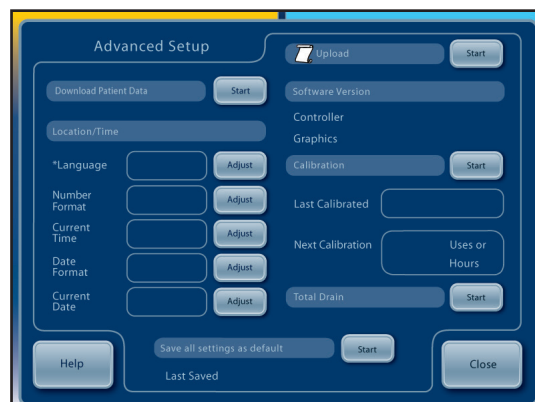 Advanced Setup
Upload
Start
Download Patient Data
Start
Software Version
Controller
Graphics
Location/Time
*Language
Adjust
Calibration
Start
Number
Format
Adjust
Last Calibrated
Current
Time
Adjust
Next Calibration
Uses or
Hours
Date
Format
Adjust
Current
Date
Adjust
Total Drain
Start
Save all settings as default
Start
Last Saved
Help
Close